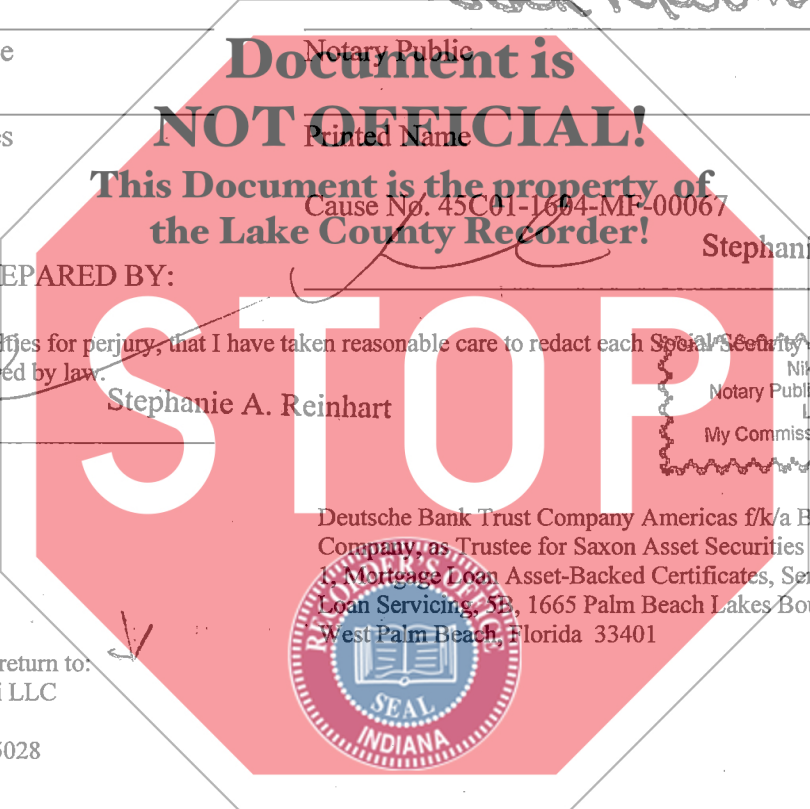 Document is
Notary Public
NOT OFFICIAL!
Printed Name
This Document is the property of
Cause No. 45C01-1604-MF-00067
the Lake County Recorder!
Stephani
EPARED BY:
STOP
lties for perjury, that I have taken reasonable care to redact each Social Security
ed by law.
Stephanie A. Reinhart
Nik
Notary Publi
My Commiss
Deutsche Bank Trust Company Americas f/k/a B
Company, as Trustee for Saxon Asset Securities
1, Mortgage Loan Asset-Backed Certificates, Ser
Loan Servicing, 5B, 1665 Palm Beach Lakes Bou
West Palm Beach, Florida 33401
RECORDER'S OFFICE
SEAL
INDIANA
return to:
i LLC
5028